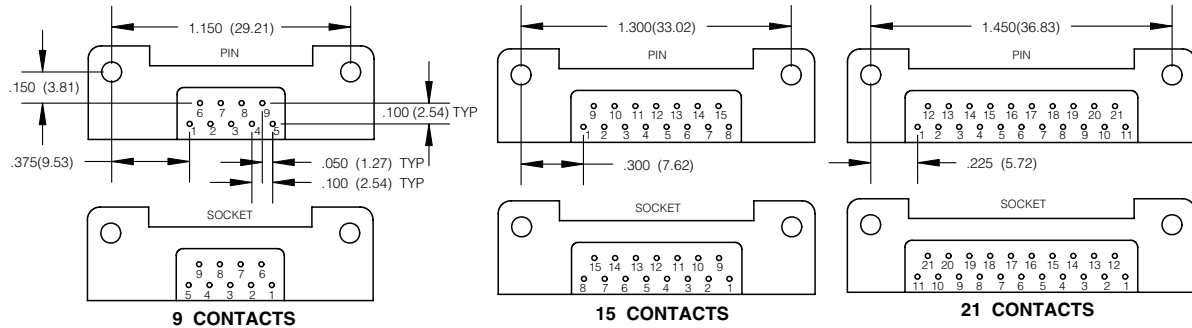 1.150 (29.21)
PIN
.150 (3.81)
6 7 8 9
1 2 3 4 5
.100 (2.54) TYP
.375(9.53)
.050 (1.27) TYP
.100 (2.54) TYP
SOCKET
9 8 7 6
5 4 3 2 1
9 CONTACTS
1.300(33.02)
PIN
9 10 11 12 13 14 15
1 2 3 4 5 6 7 8
.300 (7.62)
SOCKET
15 14 13 12 11 10 9
8 7 6 5 4 3 2 1
15 CONTACTS
1.450(36.83)
PIN
12 13 14 15 16 17 18 19 20 21
1 2 3 4 5 6 7 8 9 10 11
.225 (5.72)
SOCKET
21 20 19 18 17 16 15 14 13 12
11 10 9 8 7 6 5 4 3 2 1
21 CONTACTS